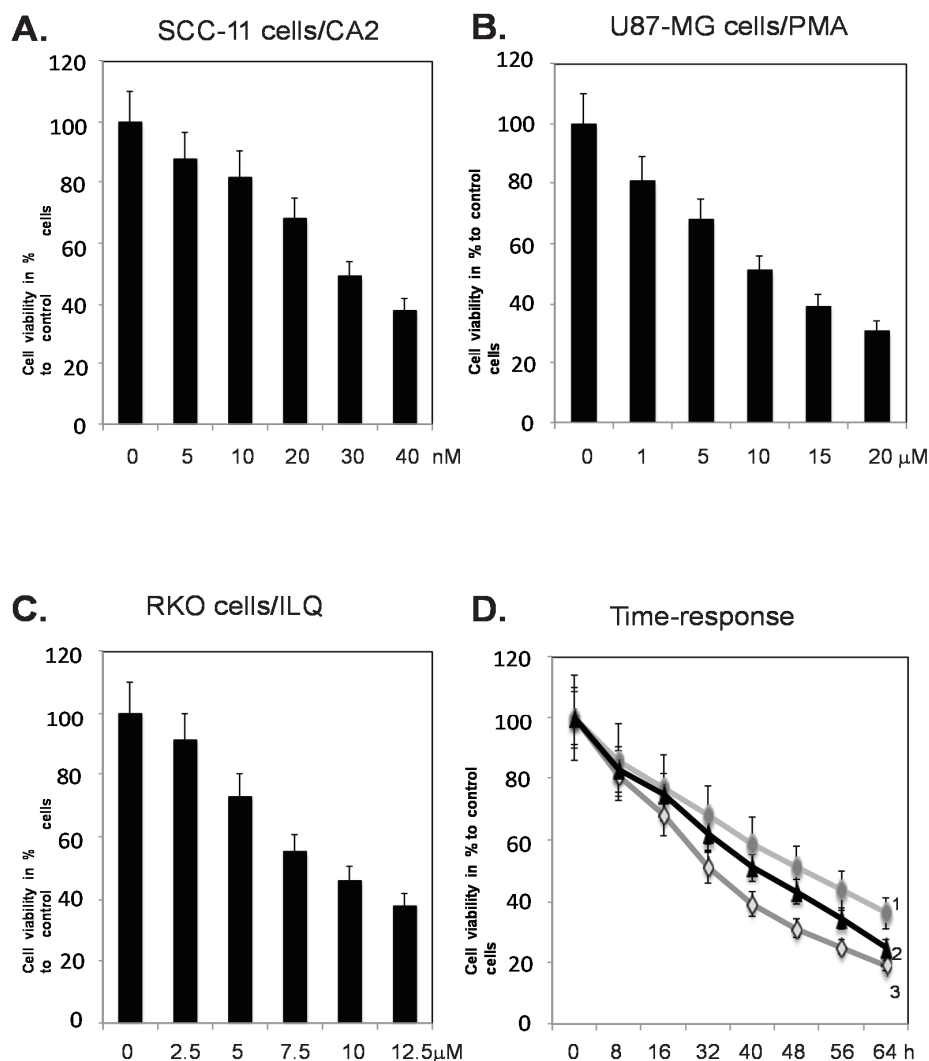 A.
SCC-11 cells/CA2
120
100
80
60
40
20
0
Cell viability in % cells
to control
0 5 10 20 30 40 nM
B.
U87-MG cells/PMA
120
100
80
60
40
20
0
Cell viability in % to control
cells
0 1 5 10 15 20 μM
C.
RKO cells/ILQ
120
100
80
60
40
20
0
Cell viability in % cells
to control
0 2.5 5 7.5 10 12.5μM
D.
Time-response
120
100
80
60
40
20
0
Cell viability in % to control
cells
1
2
3
0 8 16 32 40 48 56 64 h